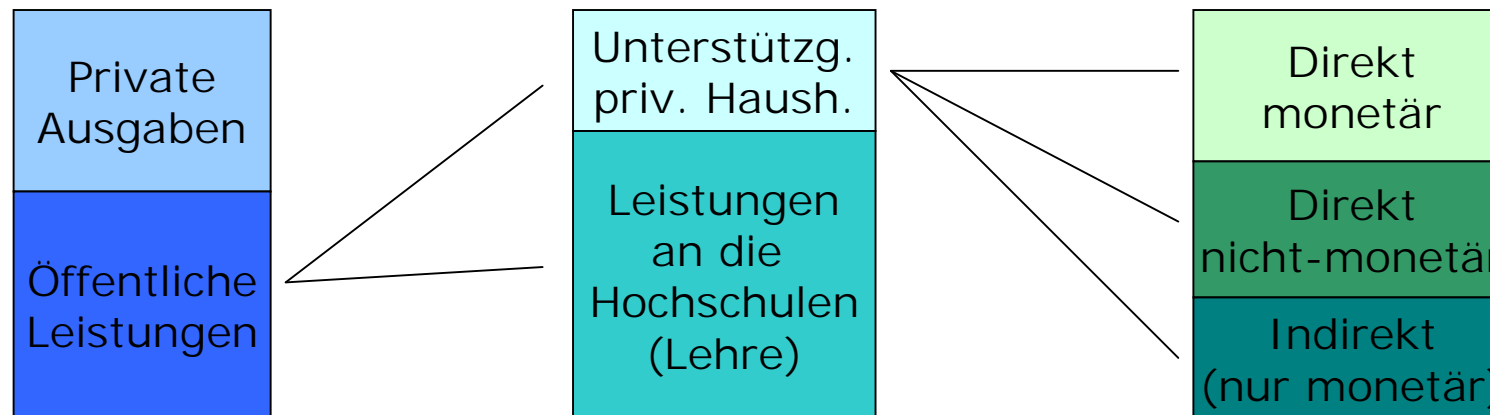 Private
Ausgaben
Öffentliche
Leistungen
Unterstützg.
priv. Haush.
Leistungen
an die
Hochschulen
(Lehre)
Direkt
monetär
Direkt
nicht-monetär
Indirekt
(nur monetär)